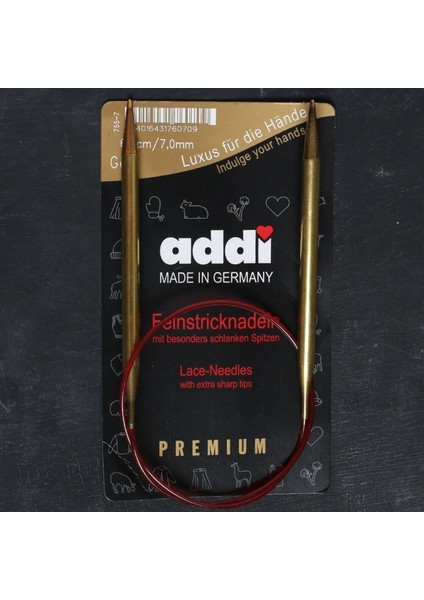 755-7
4016431760709
cm/7,0mm
Luxus für die Hände
Indulge your hands
addi
MADE IN GERMANY
Feinstricknadeln
mit besonders schlanken Spitzen
Lace-Needles
with extra sharp tips
PREMIUM